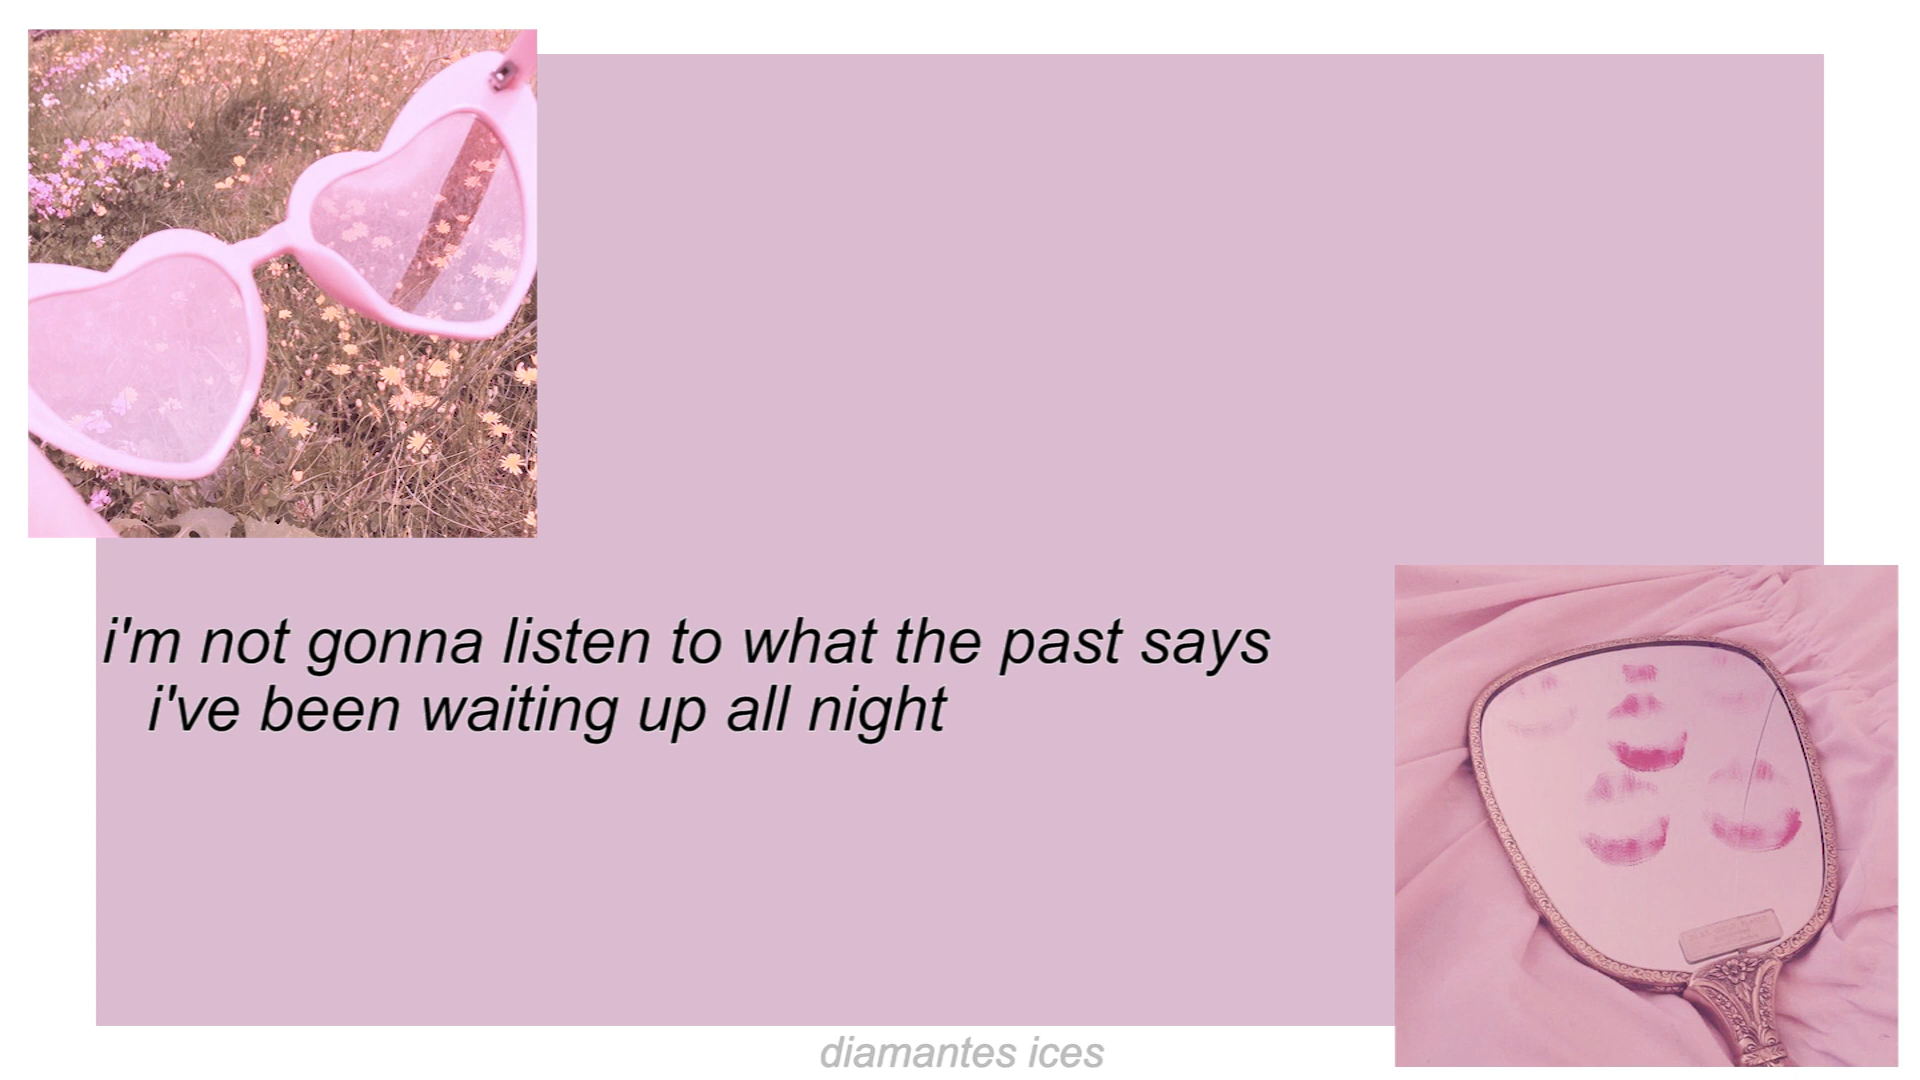 i'm not gonna listen to what the past says
i've been waiting up all night
diamantes ices